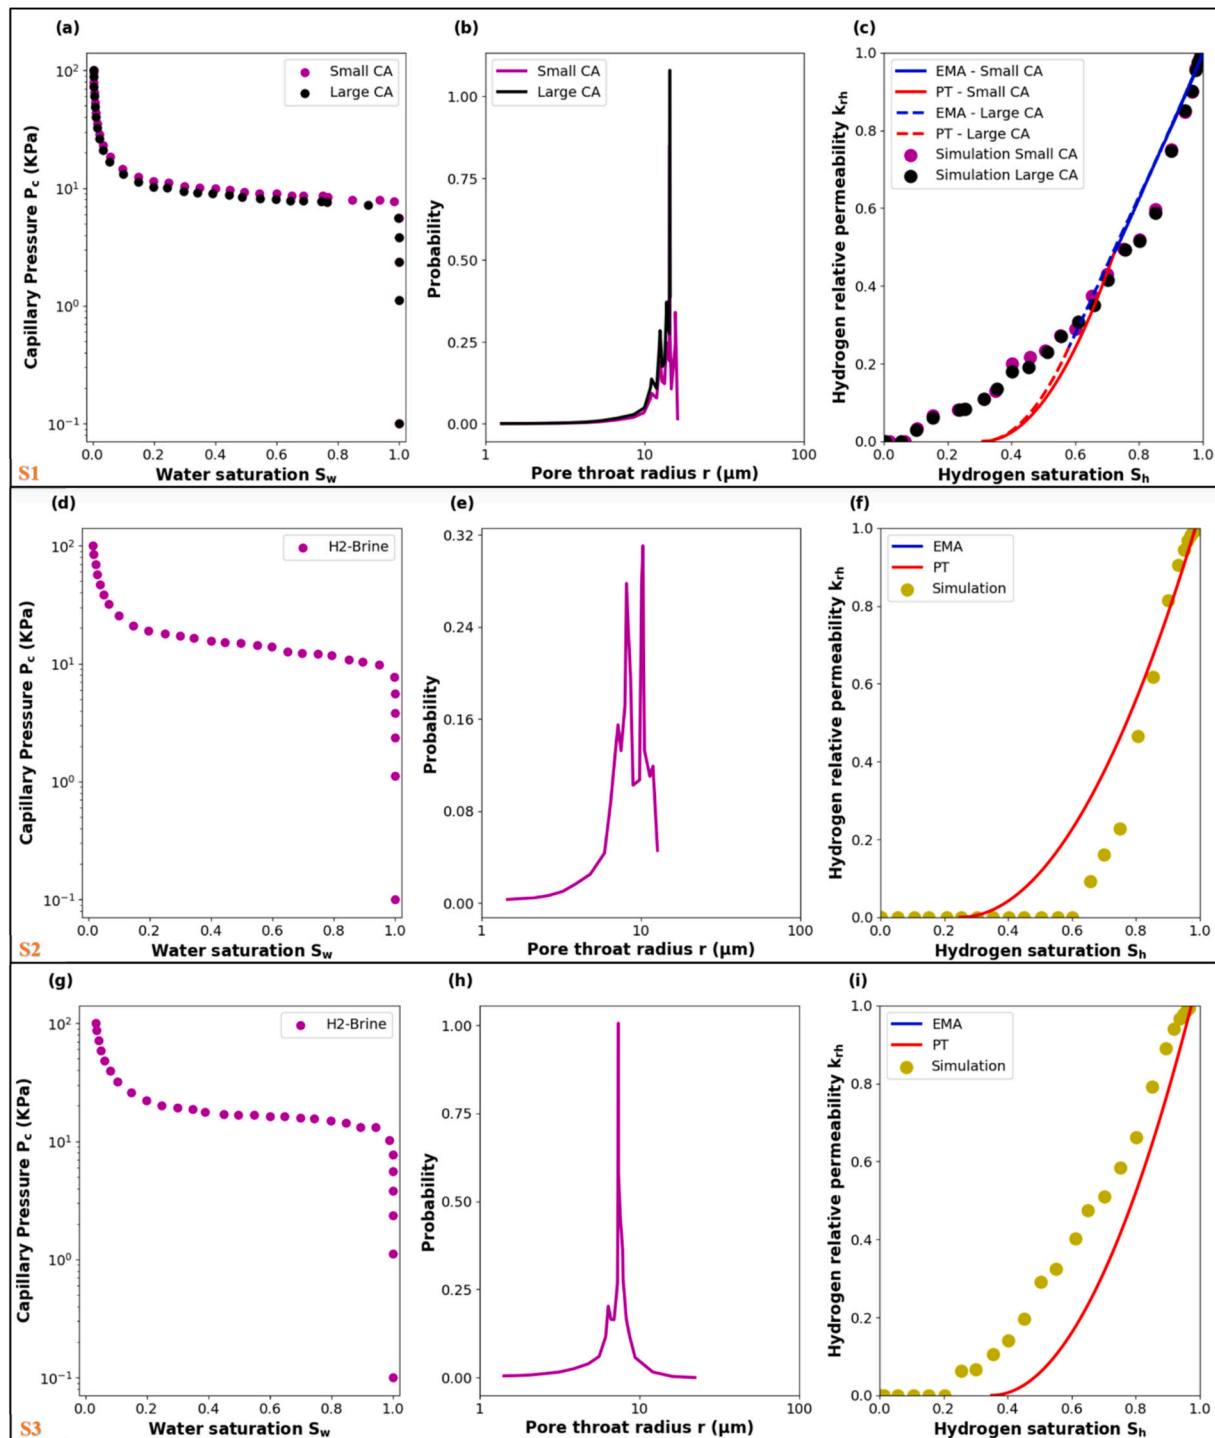 (a)
10²
10¹
10⁰
10⁻¹
Capillary Pressure Pc (KPa)
Small CA
Large CA
0.0 0.2 0.4 0.6 0.8 1.0
Water saturation Sw
S1
(b)
1.00
0.75
0.50
0.25
0.00
Probability
Small CA
Large CA
1 10 100
Pore throat radius r (μm)
(c)
1.0
0.8
0.6
0.4
0.2
0.0
Hydrogen relative permeability krh
EMA - Small CA
PT - Small CA
EMA - Large CA
PT - Large CA
Simulation Small CA
Simulation Large CA
0.0 0.2 0.4 0.6 0.8 1.0
Hydrogen saturation Sh
(d)
10²
10¹
10⁰
10⁻¹
Capillary Pressure Pc (KPa)
H2-Brine
0.0 0.2 0.4 0.6 0.8 1.0
Water saturation Sw
S2
(e)
0.32
0.24
0.16
0.08
0.00
Probability
1 10 100
Pore throat radius r (μm)
(f)
1.0
0.8
0.6
0.4
0.2
0.0
Hydrogen relative permeability krh
EMA
PT
Simulation
0.0 0.2 0.4 0.6 0.8 1.0
Hydrogen saturation Sh
(g)
10²
10¹
10⁰
10⁻¹
Capillary Pressure Pc (KPa)
H2-Brine
0.0 0.2 0.4 0.6 0.8 1.0
Water saturation Sw
S3
(h)
1.00
0.75
0.50
0.25
0.00
Probability
1 10 100
Pore throat radius r (μm)
(i)
1.0
0.8
0.6
0.4
0.2
0.0
Hydrogen relative permeability krh
EMA
PT
Simulation
0.0 0.2 0.4 0.6 0.8 1.0
Hydrogen saturation Sh